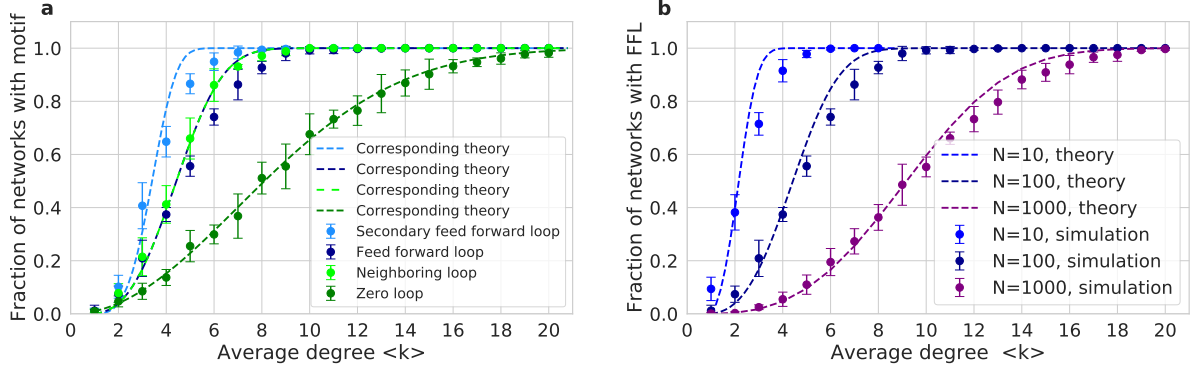 a
Fraction of networks with motif
1.0
0.8
0.6
0.4
0.2
0.0
0 2 4 6 8 10 12 14 16 18 20
Average degree <k>
Corresponding theory
Corresponding theory
Corresponding theory
Corresponding theory
Secondary feed forward loop
Feed forward loop
Neighboring loop
Zero loop
b
Fraction of networks with FFL
1.0
0.8
0.6
0.4
0.2
0.0
0 2 4 6 8 10 12 14 16 18 20
Average degree <k>
N=10, theory
N=100, theory
N=1000, theory
N=10, simulation
N=100, simulation
N=1000, simulation